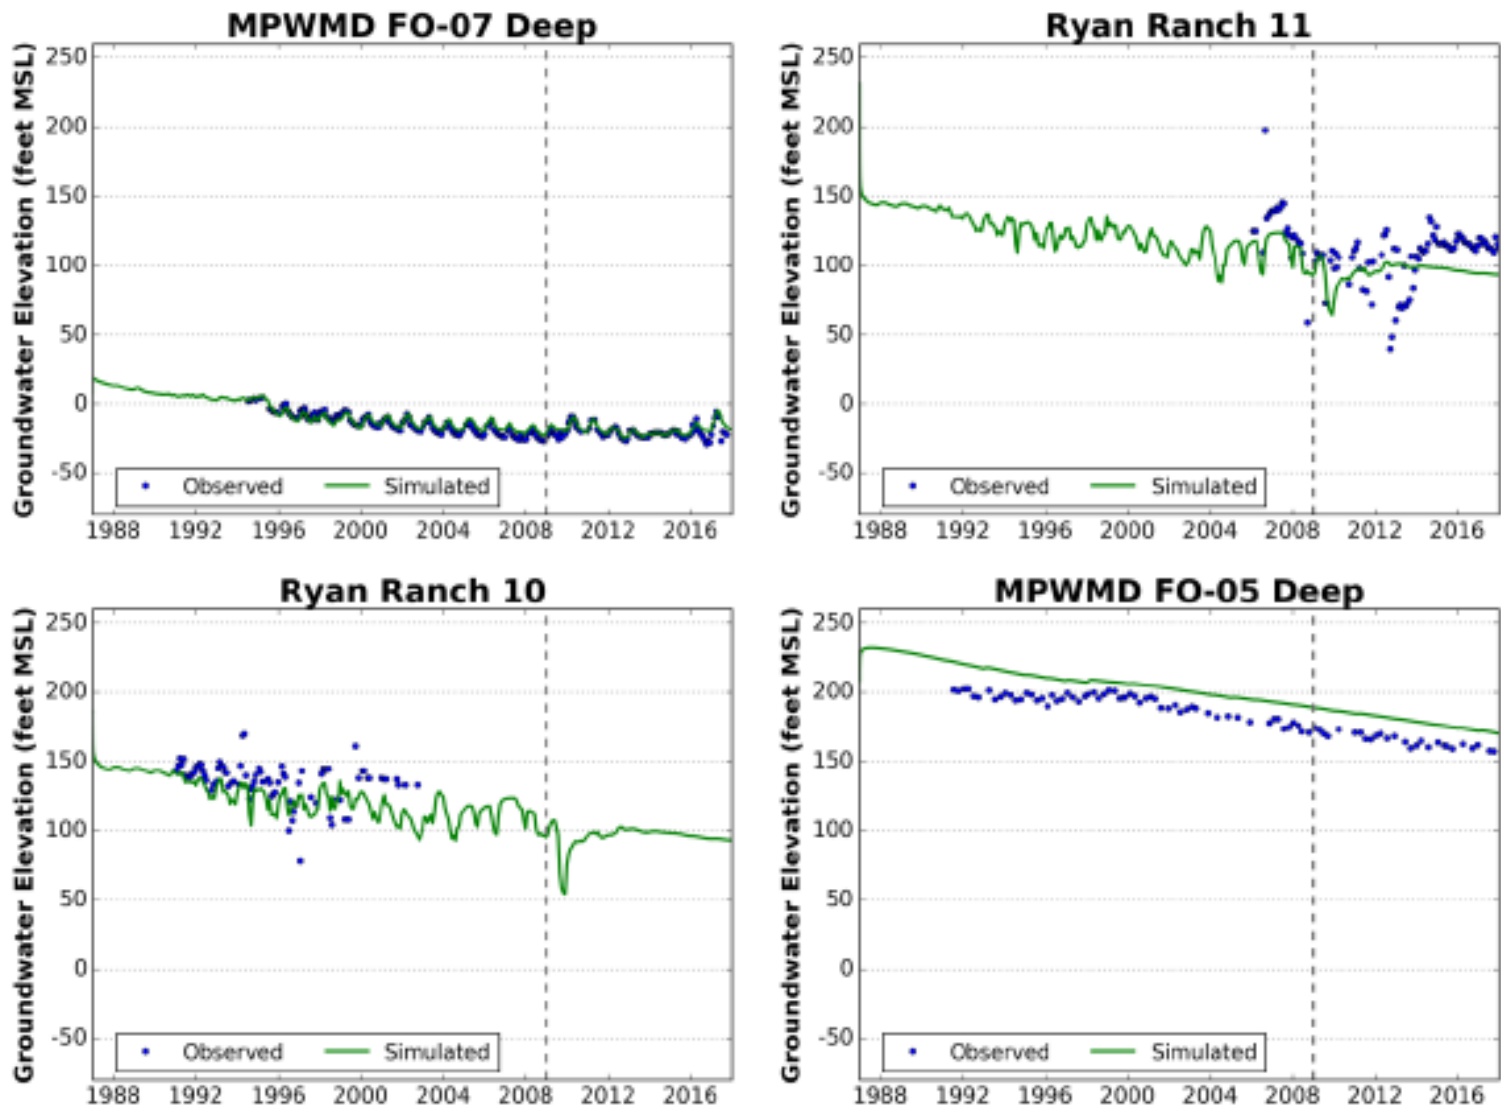 MPWMD FO-07 Deep
Groundwater Elevation (feet MSL)
250
200
150
100
50
0
-50
Observed Simulated
1988 1992 1996 2000 2004 2008 2012 2016
Ryan Ranch 11
Groundwater Elevation (feet MSL)
250
200
150
100
50
0
-50
Observed Simulated
1988 1992 1996 2000 2004 2008 2012 2016
Ryan Ranch 10
Groundwater Elevation (feet MSL)
250
200
150
100
50
0
-50
Observed Simulated
1988 1992 1996 2000 2004 2008 2012 2016
MPWMD FO-05 Deep
Groundwater Elevation (feet MSL)
250
200
150
100
50
0
-50
Observed Simulated
1988 1992 1996 2000 2004 2008 2012 2016